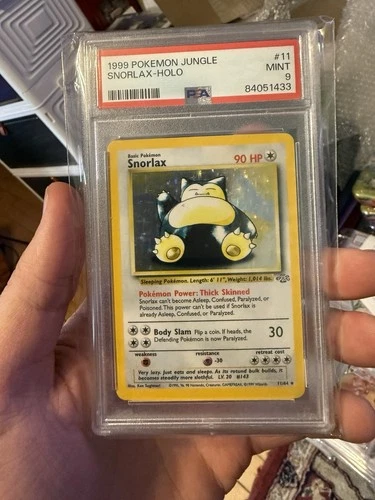 1999 POKEMON JUNGLE #11
SNORLAX-HOLO MINT
9
PSA 84051433
Basic Pokémon
Snorlax 90 HP
Sleeping Pokémon. Length: 6' 11", Weight: 1,014 lbs.
Pokémon Power: Thick Skinned
Snorlax can't become Asleep, Confused, Paralyzed, or
Poisoned. This power can't be used if Snorlax is
already Asleep, Confused, or Paralyzed.
Body Slam Flip a coin. If heads, the 30
Defending Pokémon is now Paralyzed.
weakness resistance retreat cost
-30
Very lazy. Just eats and sleeps. As its rotund bulk builds, it
becomes steadily more slothful. LV. 20 #143
11/64